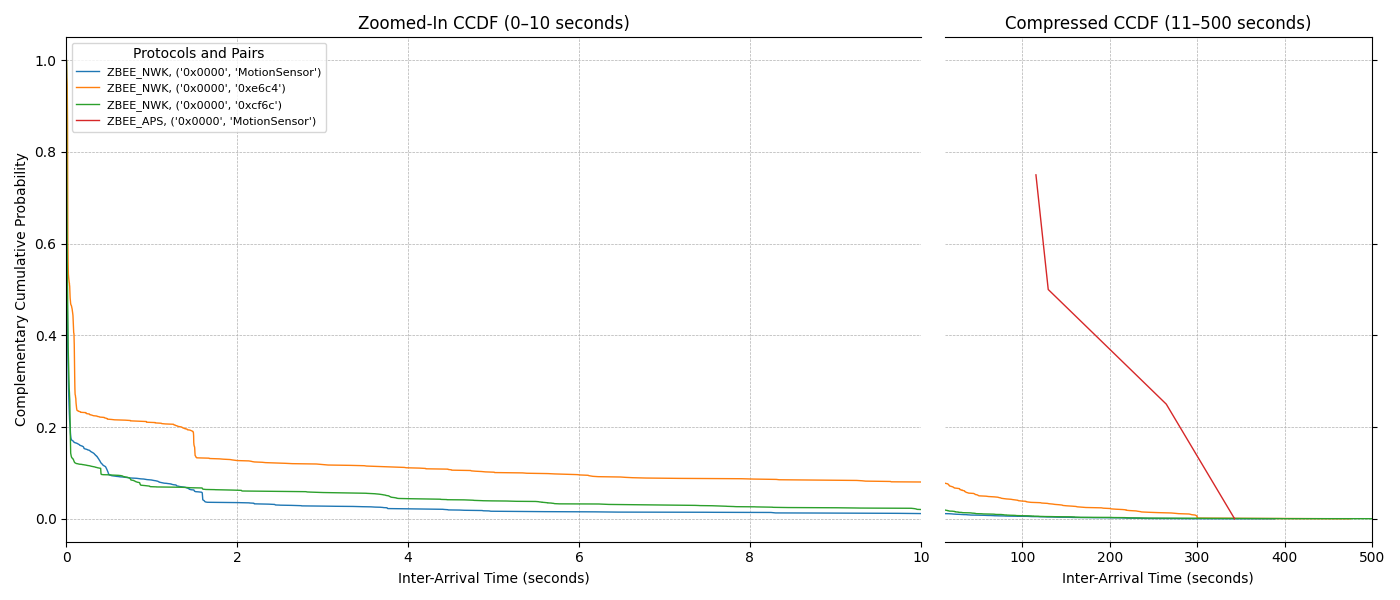 Zoomed-In CCDF (0–10 seconds)
Compressed CCDF (11–500 seconds)
Complementary Cumulative Probability
1.0
0.8
0.6
0.4
0.2
0.0
Protocols and Pairs
ZBEE_NWK, ('0x0000', 'MotionSensor')
ZBEE_NWK, ('0x0000', '0xe6c4')
ZBEE_NWK, ('0x0000', '0xcf6c')
ZBEE_APS, ('0x0000', 'MotionSensor')
0 2 4 6 8 10
Inter-Arrival Time (seconds)
100 200 300 400 500
Inter-Arrival Time (seconds)